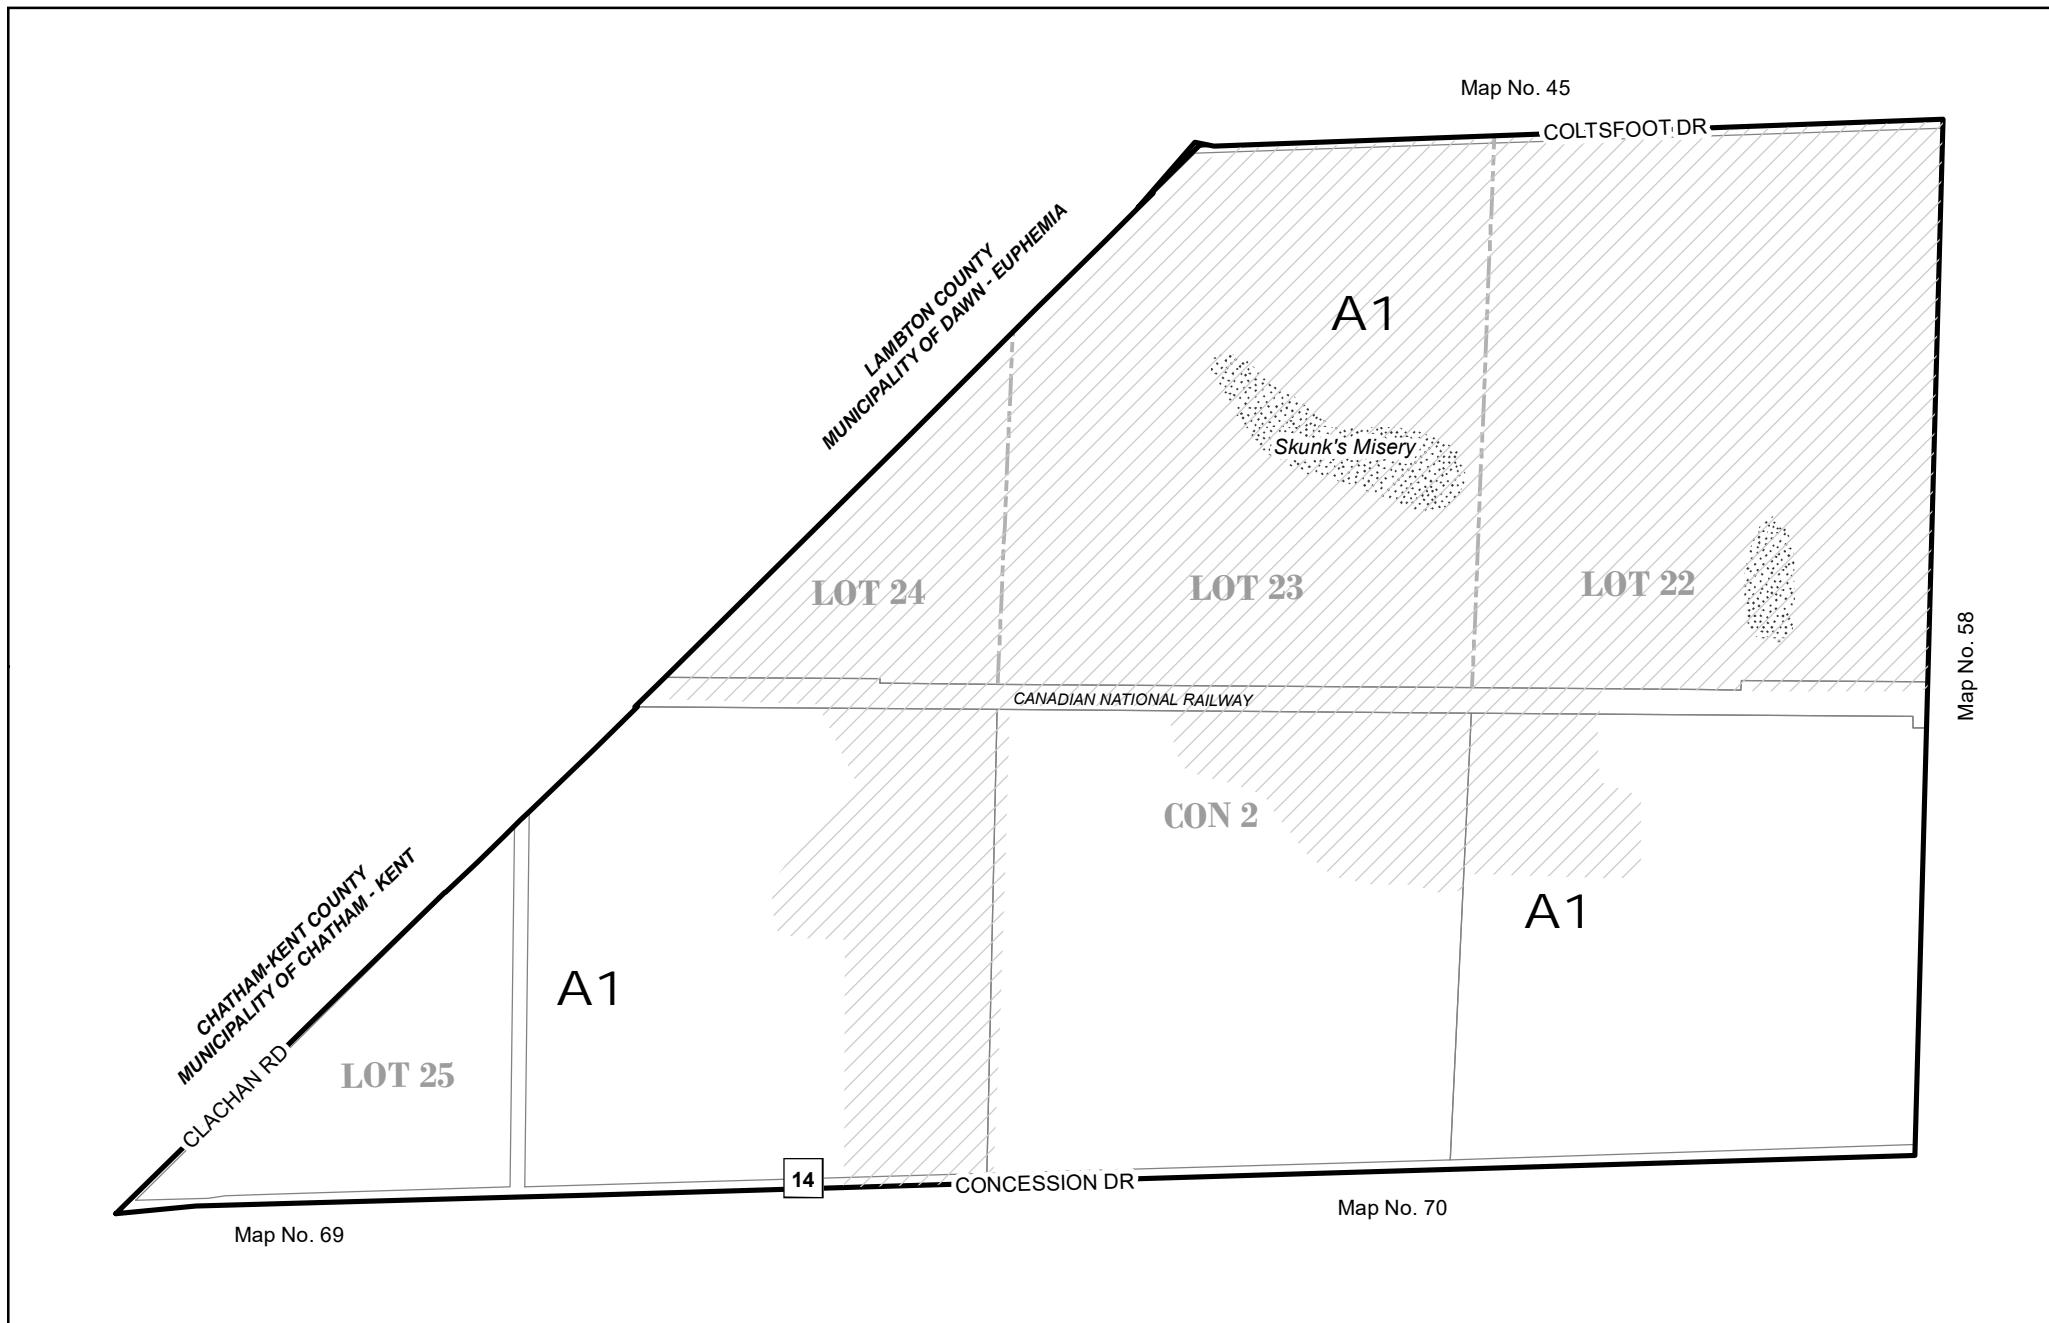 Map No. 45
COLTSFOOT DR
LAMBTON COUNTY
MUNICIPALITY OF DAWN - EUPHEMIA
A1
Skunk's Misery
LOT 24
LOT 23
LOT 22
Map No. 58
CANADIAN NATIONAL RAILWAY
CON 2
A1
CHATHAM-KENT COUNTY
MUNICIPALITY OF CHATHAM - KENT
A1
CLACHAN RD
LOT 25
14
CONCESSION DR
Map No. 70
Map No. 69